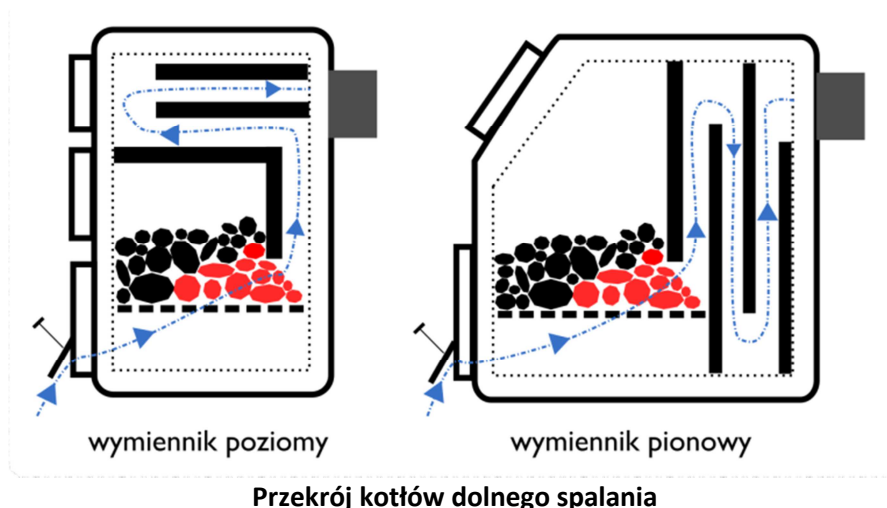 wymiennik poziomy
wymiennik pionowy
Przekrój kotłów dolnego spalania